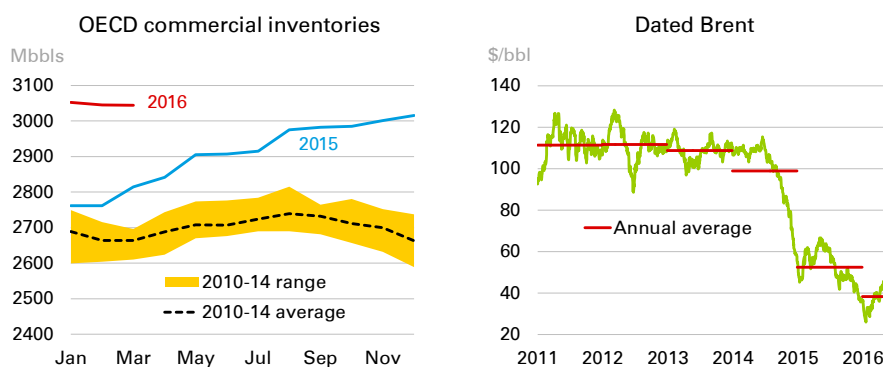 OECD commercial inventories
Mbbls
3100
3000
2900
2800
2700
2600
2500
2400
2016
2015
2010-14 range
2010-14 average
Jan Mar May Jul Sep Nov
Dated Brent
$/bbl
140
120
100
80
60
40
20
Annual average
2011 2012 2013 2014 2015 2016